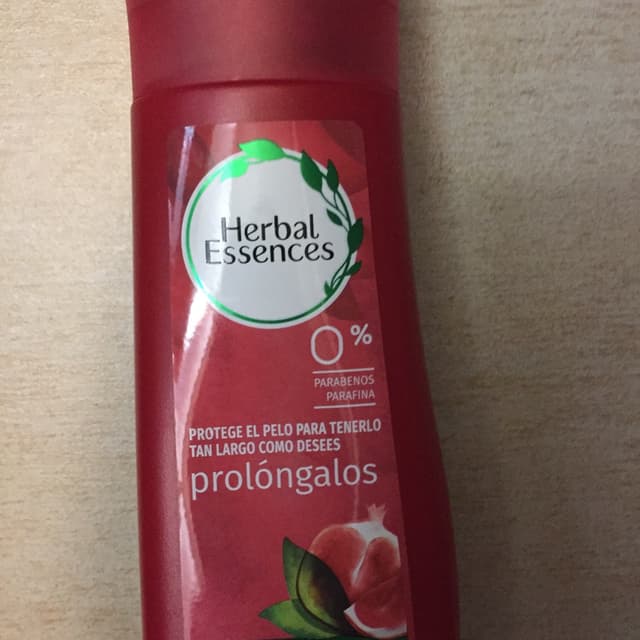 Herbal
Essences
0%
PARABENOS
PARAFINA
PROTEGE EL PELO PARA TENERLO
TAN LARGO COMO DESEES
prolóngalos